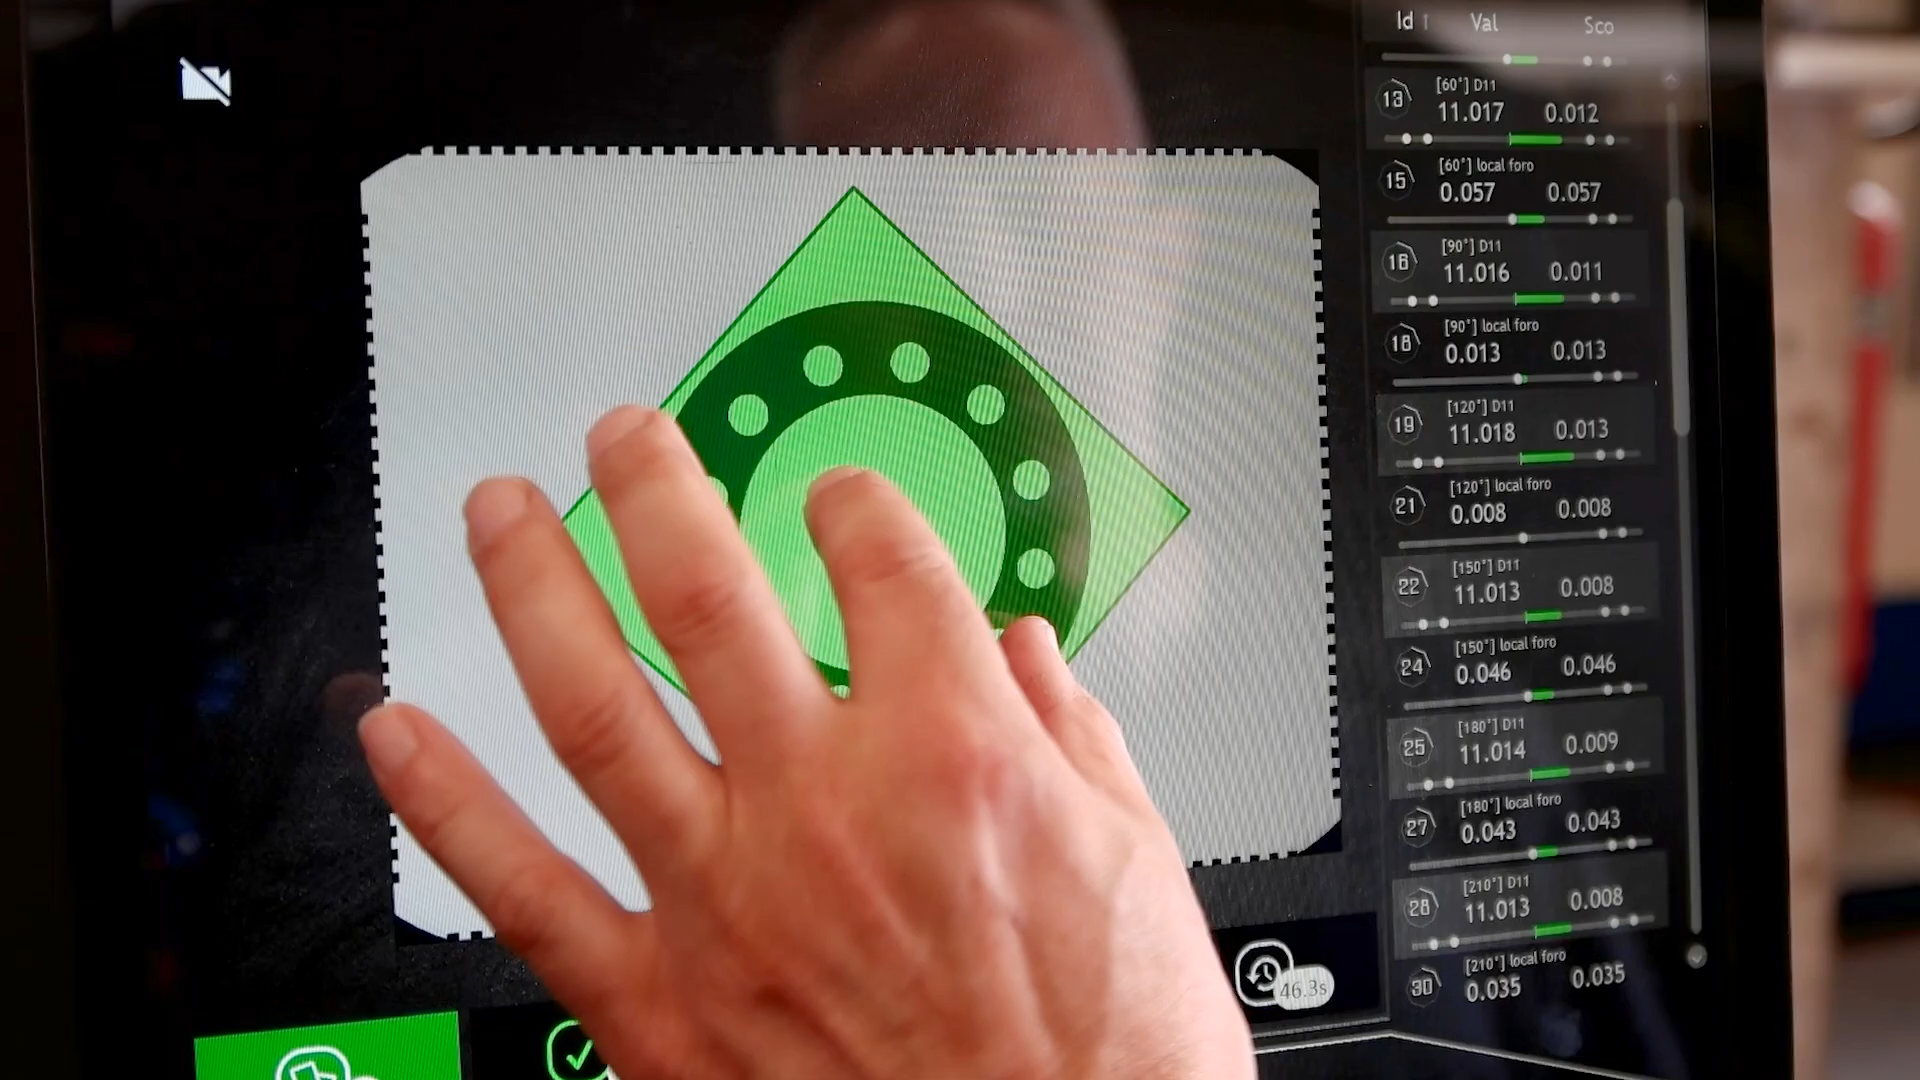 Id Val Sco
13 [60°] D11
11.017 0.012
15 [60°] local foro
0.057 0.057
16 [90°] D11
11.016 0.011
18 [90°] local foro
0.013 0.013
19 [120°] D11
11.018 0.013
21 [120°] local foro
0.008 0.008
22 [150°] D11
11.013 0.008
24 [150°] local foro
0.046 0.046
25 [180°] D11
11.014 0.009
27 [180°] local foro
0.043 0.043
28 [210°] D11
11.013 0.008
30 [210°] local foro
0.035 0.035
46.3s